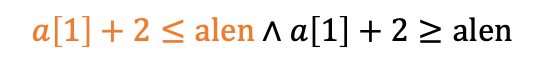 a[1] + 2 ≤ alen ∧ a[1] + 2 ≥ alen